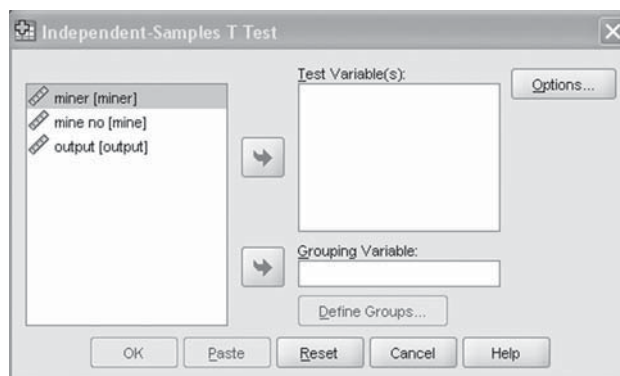 Independent-Samples T Test
miner [miner]
mine no [mine]
output [output]
Test Variable(s):
Options...
Grouping Variable:
Define Groups...
OK
Paste
Reset
Cancel
Help